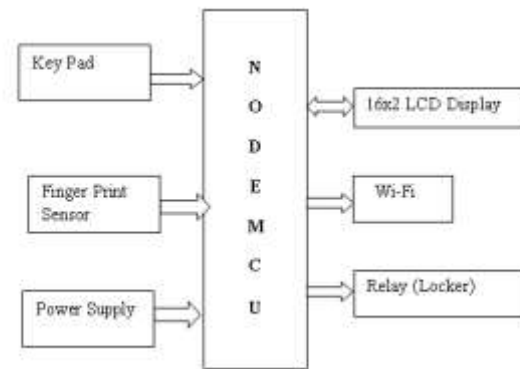 Key Pad
Finger Print
Sensor
Power Supply
N
O
D
E
M
C
U
16x2 LCD Display
Wi-Fi
Relay (Locker)